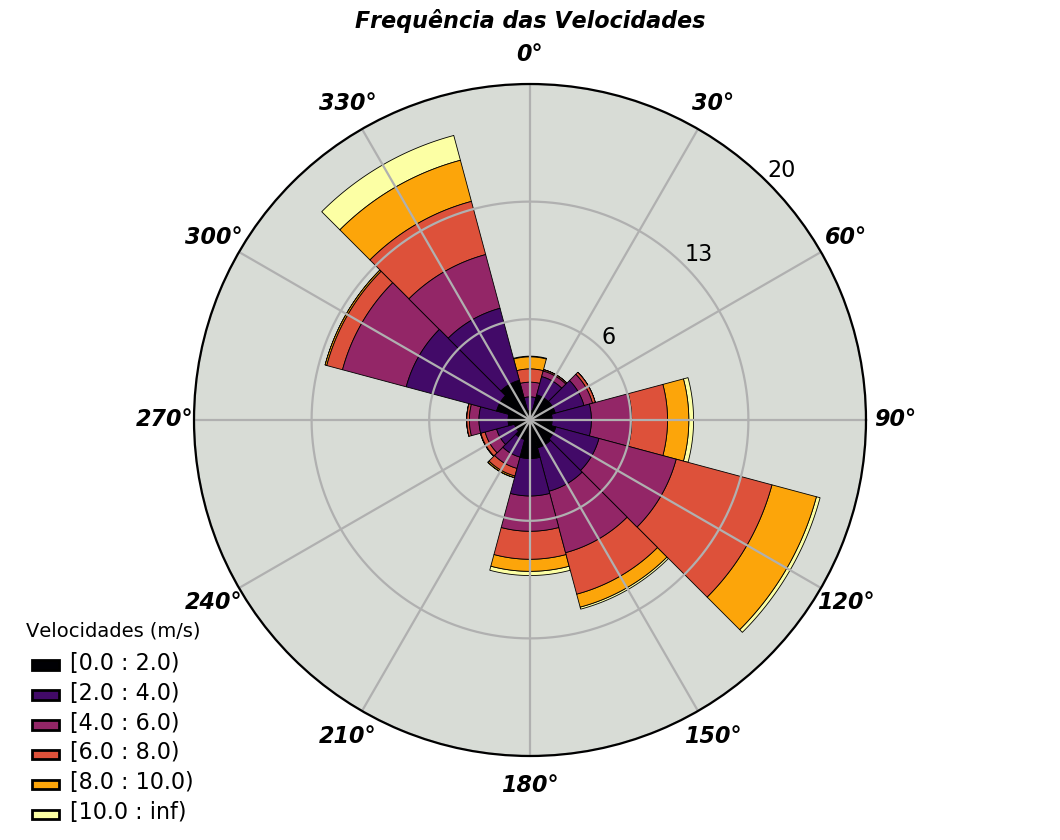 Frequência das Velocidades
0°
330°
30°
20
300°
60°
13
6
270°
90°
240°
120°
210°
150°
180°
Velocidades (m/s)
[0.0 : 2.0)
[2.0 : 4.0)
[4.0 : 6.0)
[6.0 : 8.0)
[8.0 : 10.0)
[10.0 : inf)